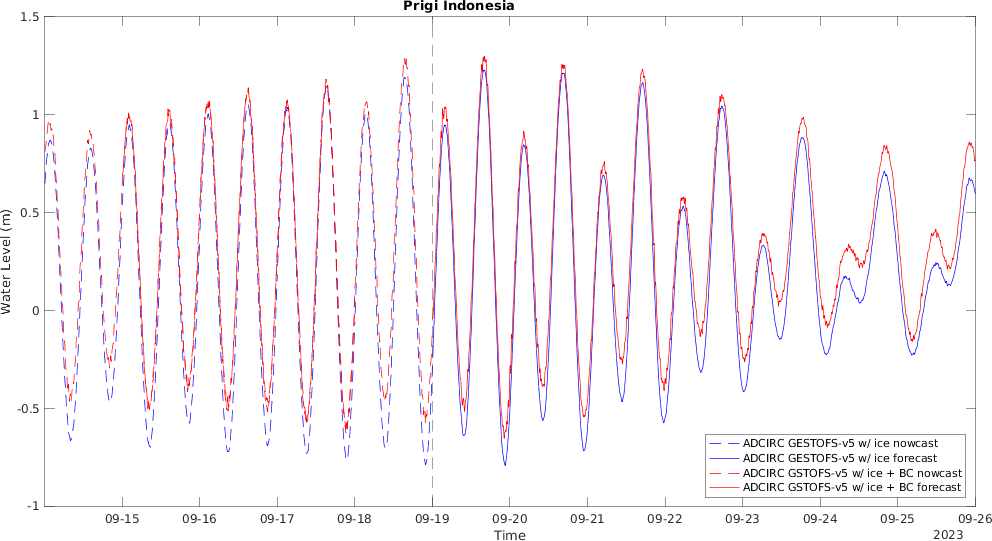 Prigi Indonesia
1.5
1
0.5
0
-0.5
-1
Water Level (m)
09-15 09-16 09-17 09-18 09-19 09-20 09-21 09-22 09-23 09-24 09-25 09-26
Time
2023
ADCIRC GESTOFS-v5 w/ ice nowcast
ADCIRC GESTOFS-v5 w/ ice forecast
ADCIRC GSTOFS-v5 w/ ice + BC nowcast
ADCIRC GSTOFS-v5 w/ ice + BC forecast